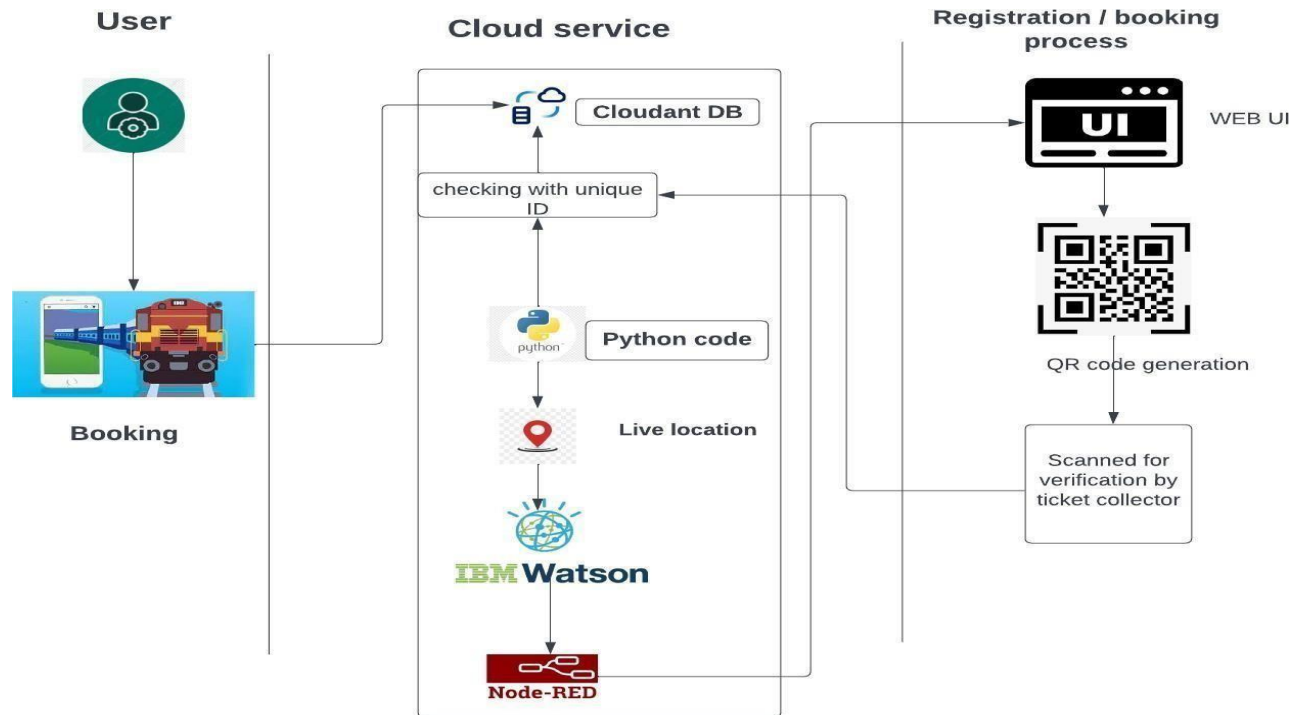 User
Booking
Cloud service
Cloudant DB
checking with unique
ID
python
Python code
Live location
IBM Watson
Node-RED
Registration / booking
process
UI
WEB UI
QR code generation
Scanned for
verification by
ticket collector